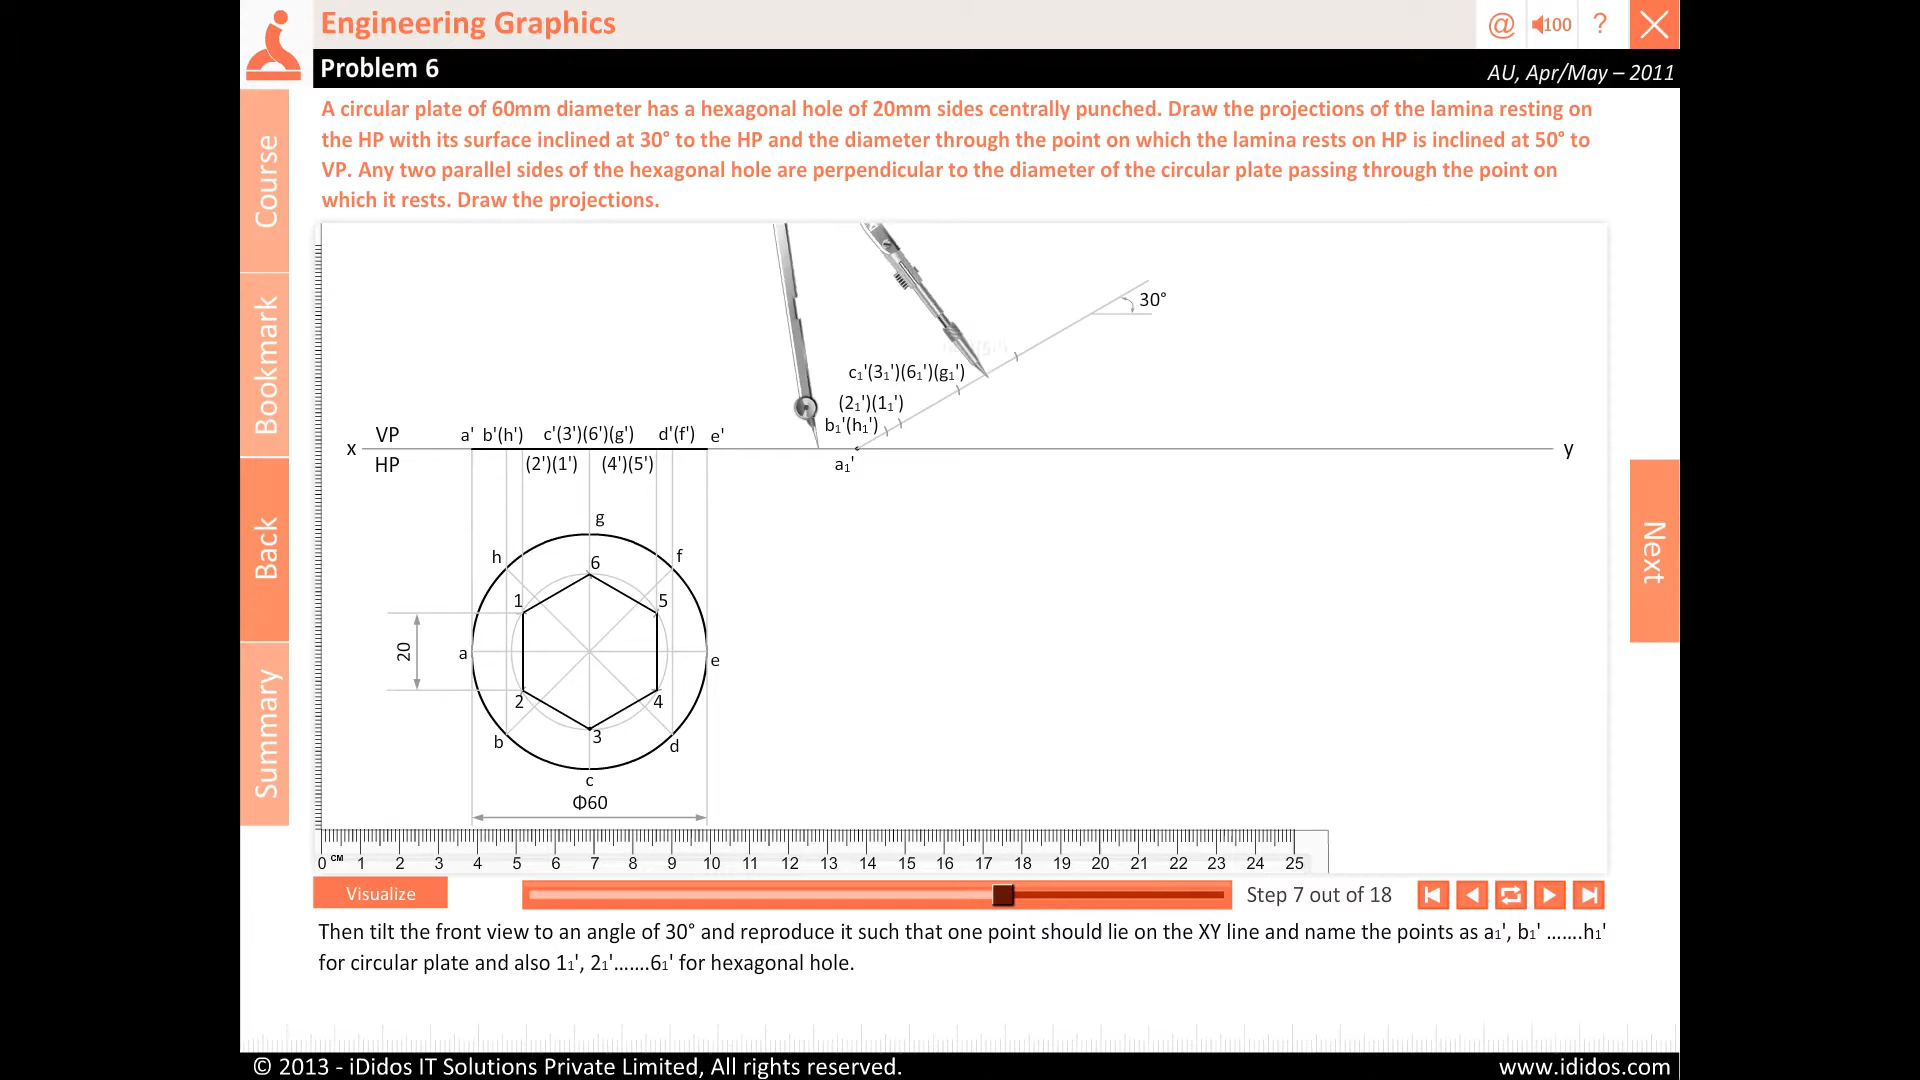 Engineering Graphics
@
100
?
Problem 6
AU, Apr/May – 2011
A circular plate of 60mm diameter has a hexagonal hole of 20mm sides centrally punched. Draw the projections of the lamina resting on
the HP with its surface inclined at 30° to the HP and the diameter through the point on which the lamina rests on HP is inclined at 50° to
VP. Any two parallel sides of the hexagonal hole are perpendicular to the diameter of the circular plate passing through the point on
which it rests. Draw the projections.
Course
Bookmark
Back
Summary
Next
30°
c₁'(3₁')(6₁')(g₁')
(2₁')(1₁')
b₁'(h₁')
x
VP
a' b'(h') c'(3')(6')(g') d'(f') e'
y
HP
(2')(1') (4')(5')
a₁'
g
h
f
6
1
5
20
a
e
2
4
3
b
d
c
Φ60
0 CM 1 2 3 4 5 6 7 8 9 10 11 12 13 14 15 16 17 18 19 20 21 22 23 24 25
Visualize
Step 7 out of 18
Then tilt the front view to an angle of 30° and reproduce it such that one point should lie on the XY line and name the points as a₁', b₁' .......h₁'
for circular plate and also 1₁', 2₁'.......6₁' for hexagonal hole.
© 2013 - iDidos IT Solutions Private Limited, All rights reserved.
www.ididos.com